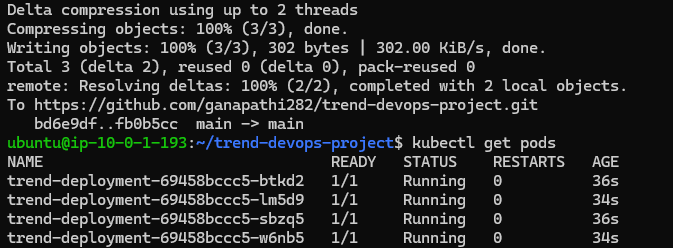 Delta compression using up to 2 threads
Compressing objects: 100% (3/3), done.
Writing objects: 100% (3/3), 302 bytes | 302.00 KiB/s, done.
Total 3 (delta 2), reused 0 (delta 0), pack-reused 0
remote: Resolving deltas: 100% (2/2), completed with 2 local objects.
To https://github.com/ganapathi282/trend-devops-project.git
   bd6e9df..fb0b5cc  main -> main
ubuntu@ip-10-0-1-193:~/trend-devops-project$ kubectl get pods
NAME                                READY   STATUS    RESTARTS   AGE
trend-deployment-69458bccc5-btkd2   1/1     Running   0          36s
trend-deployment-69458bccc5-lm5d9   1/1     Running   0          34s
trend-deployment-69458bccc5-sbzq5   1/1     Running   0          36s
trend-deployment-69458bccc5-w6nb5   1/1     Running   0          34s